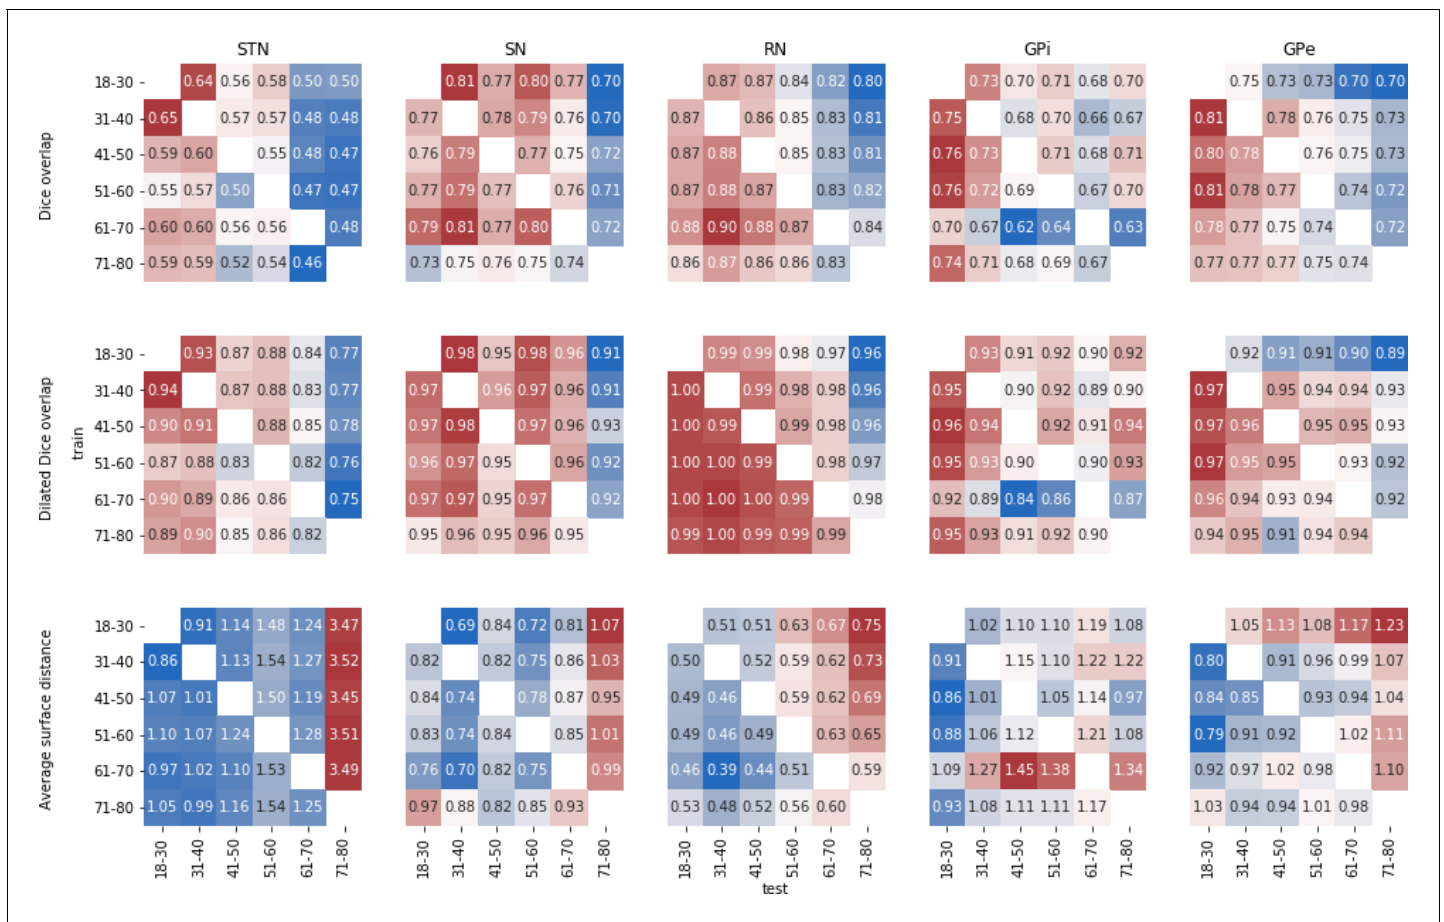 STN SN RN GPi GPe
Dice overlap
18-30 0.64 0.56 0.58 0.50 0.50 0.81 0.77 0.80 0.77 0.70 0.87 0.87 0.84 0.82 0.80 0.73 0.70 0.71 0.68 0.70 0.75 0.73 0.73 0.70 0.70
31-40 0.65 0.57 0.57 0.48 0.48 0.77 0.78 0.79 0.76 0.70 0.87 0.86 0.85 0.83 0.81 0.75 0.68 0.70 0.66 0.67 0.81 0.78 0.76 0.75 0.73
41-50 0.59 0.60 0.55 0.48 0.47 0.76 0.79 0.77 0.75 0.72 0.87 0.88 0.85 0.83 0.81 0.76 0.73 0.71 0.68 0.71 0.80 0.78 0.76 0.75 0.73
51-60 0.55 0.57 0.50 0.47 0.47 0.77 0.79 0.77 0.76 0.71 0.87 0.88 0.87 0.83 0.82 0.76 0.72 0.69 0.67 0.70 0.81 0.78 0.77 0.74 0.72
61-70 0.60 0.60 0.56 0.56 0.48 0.79 0.81 0.77 0.80 0.72 0.88 0.90 0.88 0.87 0.84 0.70 0.67 0.62 0.64 0.63 0.78 0.77 0.75 0.74 0.72
71-80 0.59 0.59 0.52 0.54 0.46 0.73 0.75 0.76 0.75 0.74 0.86 0.87 0.86 0.86 0.83 0.74 0.71 0.68 0.69 0.67 0.77 0.77 0.77 0.75 0.74
Dilated Dice overlap
train
18-30 0.93 0.87 0.88 0.84 0.77 0.98 0.95 0.98 0.96 0.91 0.99 0.99 0.98 0.97 0.96 0.93 0.91 0.92 0.90 0.92 0.92 0.91 0.91 0.90 0.89
31-40 0.94 0.87 0.88 0.83 0.77 0.97 0.96 0.97 0.96 0.91 1.00 0.99 0.98 0.98 0.96 0.95 0.90 0.92 0.89 0.90 0.97 0.95 0.94 0.94 0.93
41-50 0.90 0.91 0.88 0.85 0.78 0.97 0.98 0.97 0.96 0.93 1.00 0.99 0.99 0.98 0.96 0.96 0.94 0.92 0.91 0.94 0.97 0.96 0.95 0.95 0.93
51-60 0.87 0.88 0.83 0.82 0.76 0.96 0.97 0.95 0.96 0.92 1.00 1.00 0.99 0.98 0.97 0.95 0.93 0.90 0.90 0.93 0.97 0.95 0.95 0.93 0.92
61-70 0.90 0.89 0.86 0.86 0.75 0.97 0.97 0.95 0.97 0.92 1.00 1.00 1.00 0.99 0.98 0.92 0.89 0.84 0.86 0.87 0.96 0.94 0.93 0.94 0.92
71-80 0.89 0.90 0.85 0.86 0.82 0.95 0.96 0.95 0.96 0.95 0.99 1.00 0.99 0.99 0.99 0.95 0.93 0.91 0.92 0.90 0.94 0.95 0.91 0.94 0.94
Average surface distance
18-30 0.91 1.14 1.48 1.24 3.47 0.69 0.84 0.72 0.81 1.07 0.51 0.51 0.63 0.67 0.75 1.02 1.10 1.10 1.19 1.08 1.05 1.13 1.08 1.17 1.23
31-40 0.86 1.13 1.54 1.27 3.52 0.82 0.82 0.75 0.86 1.03 0.50 0.52 0.59 0.62 0.73 0.91 1.15 1.10 1.22 1.22 0.80 0.91 0.96 0.99 1.07
41-50 1.07 1.01 1.50 1.19 3.45 0.84 0.74 0.78 0.87 0.95 0.49 0.46 0.59 0.62 0.69 0.86 1.01 1.05 1.14 0.97 0.84 0.85 0.93 0.94 1.04
51-60 1.10 1.07 1.24 1.28 3.51 0.83 0.74 0.84 0.85 1.01 0.49 0.46 0.49 0.63 0.65 0.88 1.06 1.12 1.21 1.08 0.79 0.91 0.92 1.02 1.11
61-70 0.97 1.02 1.10 1.53 3.49 0.76 0.70 0.82 0.75 0.99 0.46 0.39 0.44 0.51 0.59 1.09 1.27 1.45 1.38 1.34 0.92 0.97 1.02 0.98 1.10
71-80 1.05 0.99 1.16 1.54 1.25 0.97 0.88 0.82 0.85 0.93 0.53 0.48 0.52 0.56 0.60 0.93 1.08 1.11 1.11 1.17 1.03 0.94 0.94 1.01 0.98
18-30 31-40 41-50 51-60 61-70 71-80 18-30 31-40 41-50 51-60 61-70 71-80 18-30 31-40 41-50 51-60 61-70 71-80 18-30 31-40 41-50 51-60 61-70 71-80 18-30 31-40 41-50 51-60 61-70 71-80
test